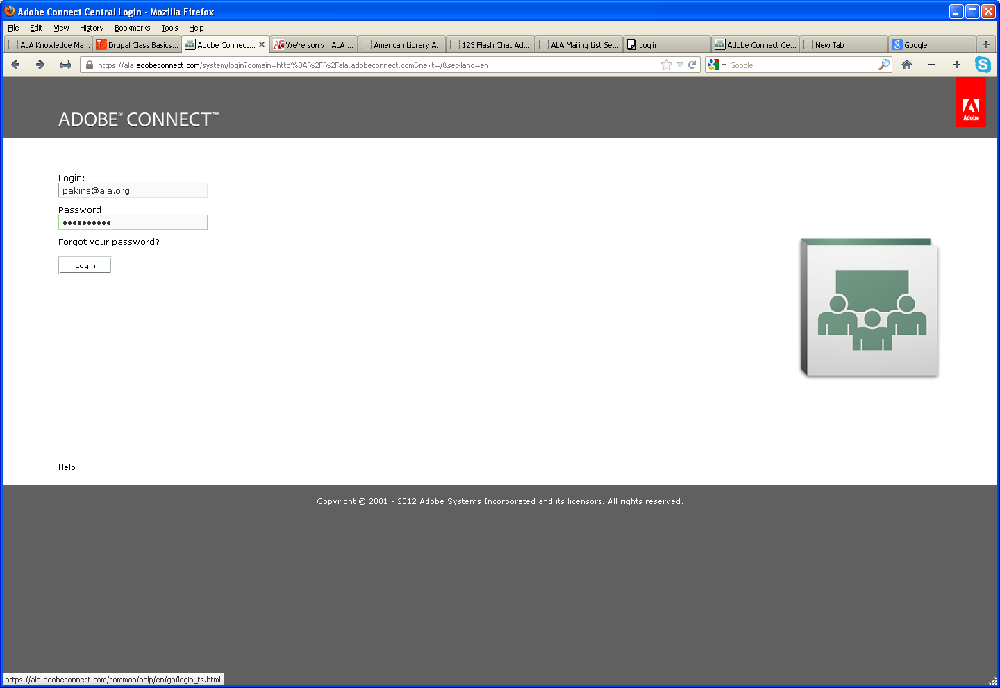 Adobe Connect Central Login - Mozilla Firefox
File Edit View History Bookmarks Tools Help
ALA Knowledge Ma... Drupal Class Basics... Adobe Connect... We're sorry | ALA ... American Library A... 123 Flash Chat Ad... ALA Mailing List Se... Log in Adobe Connect Ce... New Tab Google
https://ala.adobeconnect.com/system/login?domain=http%3A%2F%2Fala.adobeconnect.com&next=/&set-lang=en Google
ADOBE® CONNECT™
Adobe
Login:
pakins@ala.org
Password:
••••••••••
Forgot your password?
Login
Help
Copyright © 2001 - 2012 Adobe Systems Incorporated and its licensors. All rights reserved.
https://ala.adobeconnect.com/common/help/en/go/login_ts.html